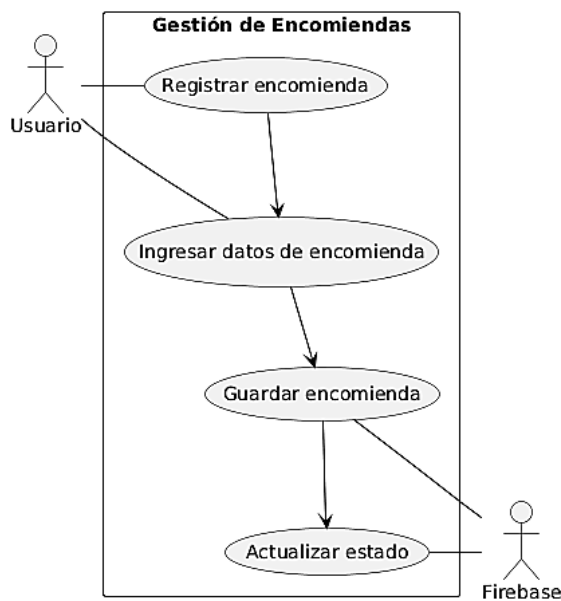 Gestión de Encomiendas
Registrar encomienda
Usuario
Ingresar datos de encomienda
Guardar encomienda
Actualizar estado
Firebase